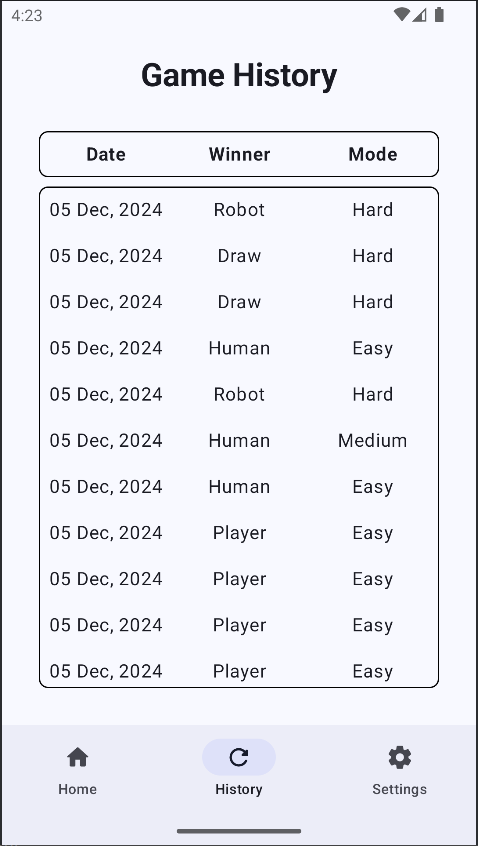 4:23
Game History
Date Winner Mode
05 Dec, 2024 Robot Hard
05 Dec, 2024 Draw Hard
05 Dec, 2024 Draw Hard
05 Dec, 2024 Human Easy
05 Dec, 2024 Robot Hard
05 Dec, 2024 Human Medium
05 Dec, 2024 Human Easy
05 Dec, 2024 Player Easy
05 Dec, 2024 Player Easy
05 Dec, 2024 Player Easy
05 Dec, 2024 Player Easy
Home History Settings